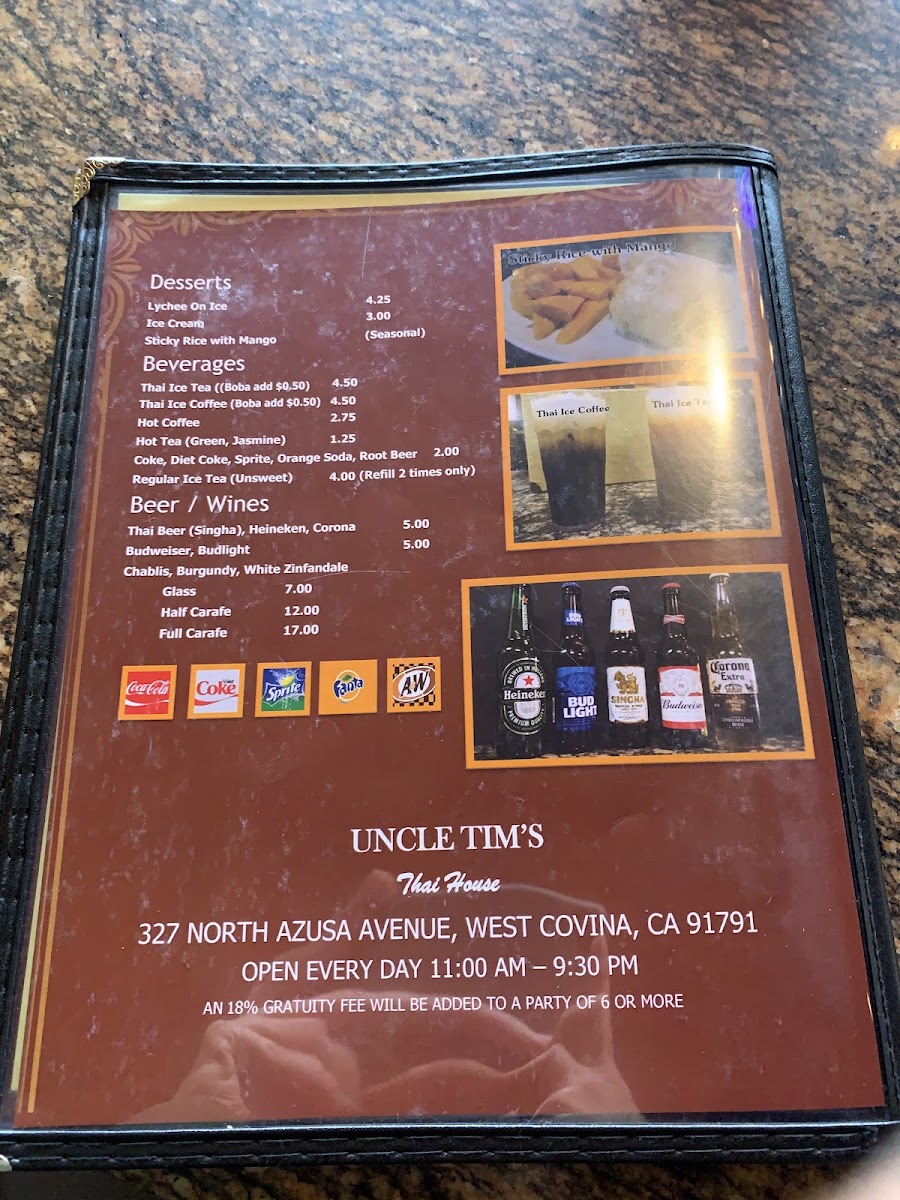 Desserts
Lychee On Ice 4.25
Ice Cream 3.00
Sticky Rice with Mango (Seasonal)
Beverages
Thai Ice Tea ((Boba add $0.50) 4.50
Thai Ice Coffee (Boba add $0.50) 4.50
Hot Coffee 2.75
Hot Tea (Green, Jasmine) 1.25
Coke, Diet Coke, Sprite, Orange Soda, Root Beer 2.00
Regular Ice Tea (Unsweet) 4.00 (Refill 2 times only)
Beer / Wines
Thai Beer (Singha), Heineken, Corona 5.00
Budweiser, Budlight 5.00
Chablis, Burgundy, White Zinfandale
Glass 7.00
Half Carafe 12.00
Full Carafe 17.00
Coca-Cola
Coke
Sprite
Fanta
A&W
Sticky Rice with Mango
Thai Ice Coffee
Thai Ice Tea
Heineken
BUD LIGHT
SINGHA
Budweiser
Corona Extra
UNCLE TIM'S
Thai House
327 NORTH AZUSA AVENUE, WEST COVINA, CA 91791
OPEN EVERY DAY 11:00 AM – 9:30 PM
AN 18% GRATUITY FEE WILL BE ADDED TO A PARTY OF 6 OR MORE